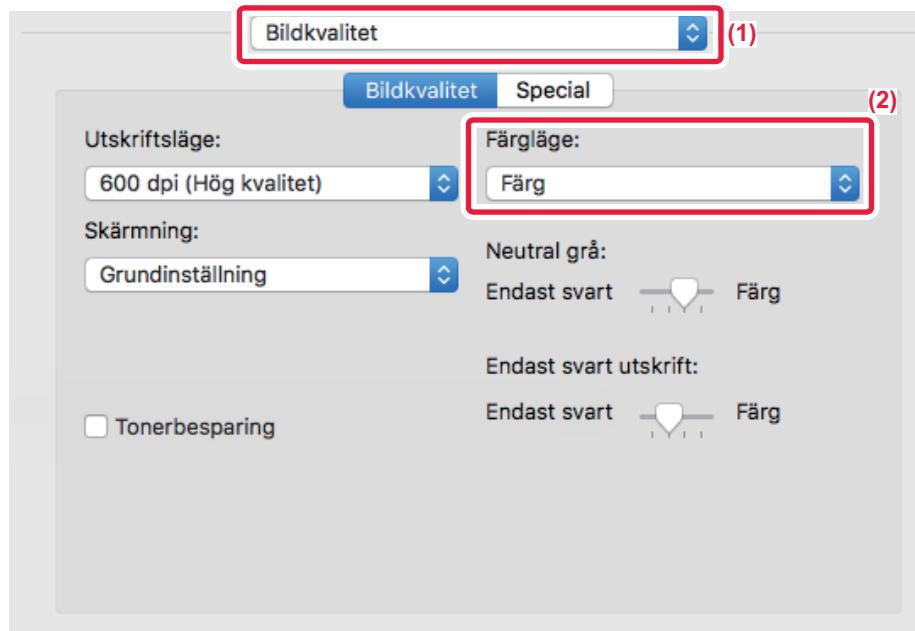 Bildkvalitet (1)
Bildkvalitet Special
(2)
Utskriftsläge:
600 dpi (Hög kvalitet)
Skärmning:
Grundinställning
Tonerbesparing
Färgläge:
Färg
Neutral grå:
Endast svart Färg
Endast svart utskrift:
Endast svart Färg